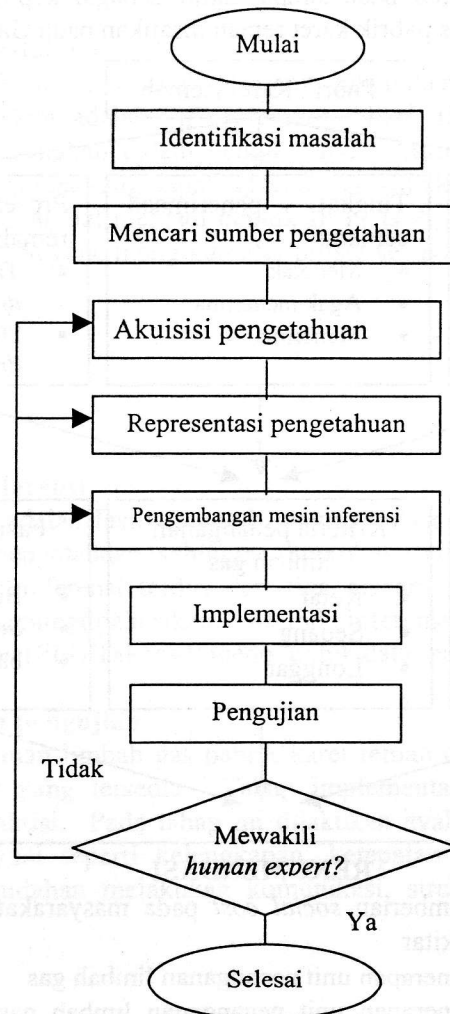 Mulai
Identifikasi masalah
Mencari sumber pengetahuan
Akuisisi pengetahuan
Representasi pengetahuan
Pengembangan mesin inferensi
Implementasi
Pengujian
Tidak
Mewakili
human expert?
Ya
Selesai